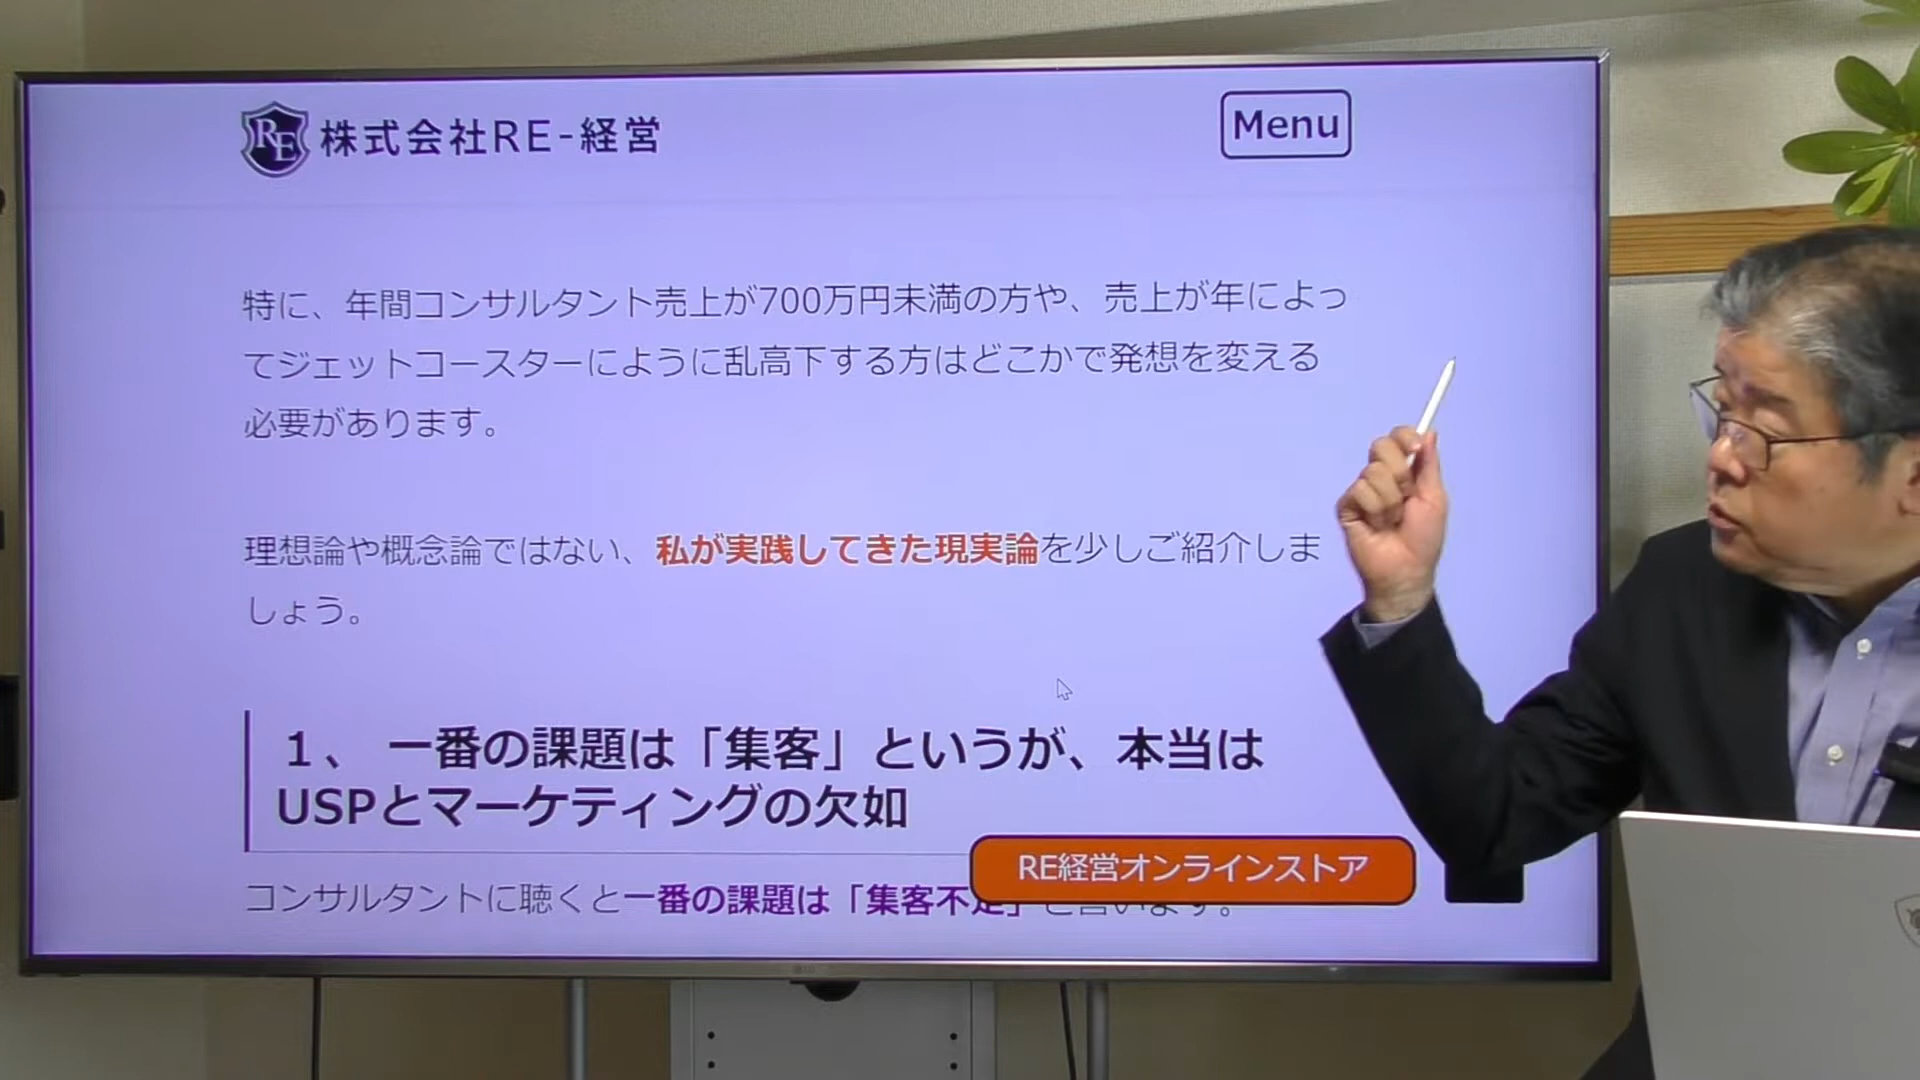 RE 株式会社RE-経営
Menu
特に、年間コンサルタント売上が700万円未満の方や、売上が年によっ
てジェットコースターにように乱高下する方はどこかで発想を変える
必要があります。
理想論や概念論ではない、私が実践してきた現実論を少しご紹介しま
しょう。
１、 一番の課題は「集客」というが、本当は
USPとマーケティングの欠如
RE経営オンラインストア
コンサルタントに聴くと一番の課題は「集客不足」と言います。
LG